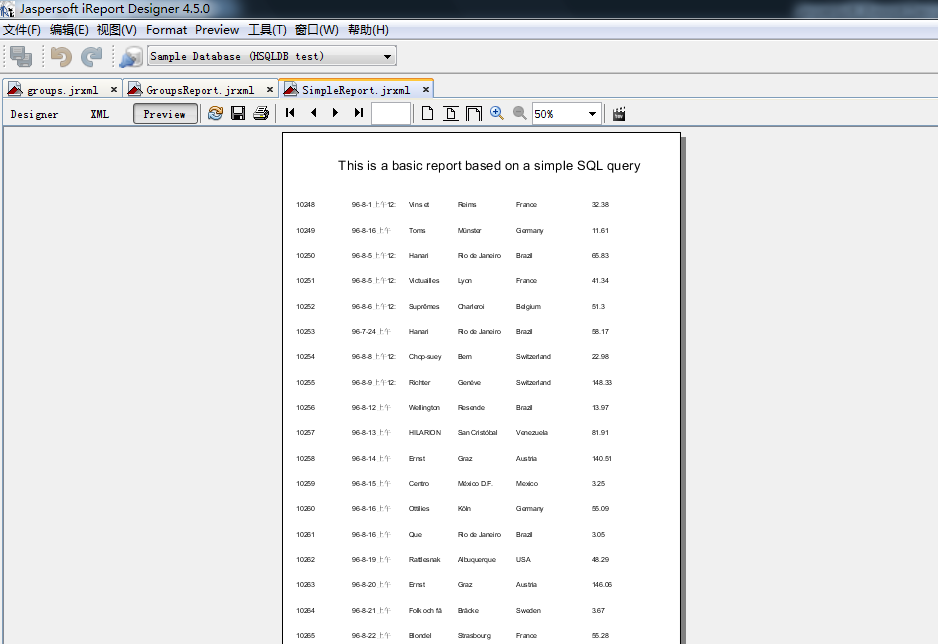 Jaspersoft iReport Designer 4.5.0
文件(F) 编辑(E) 视图(V) Format Preview 工具(T) 窗口(W) 帮助(H)
Sample Database (HSQLDB test)
groups.jrxml × GroupsReport.jrxml × SimpleReport.jrxml ×
Designer XML Preview 50%
This is a basic report based on a simple SQL query
10248 96-8-1 上午12: Vins et Reims France 32.38
10249 96-8-16 上午 Toms Münster Germany 11.61
10250 96-8-5 上午12: Hanari Rio de Janeiro Brazil 65.83
10251 96-8-5 上午12: Victuailles Lyon France 41.34
10252 96-8-6 上午12: Suprêmes Charleroi Belgium 51.3
10253 96-7-24 上午 Hanari Rio de Janeiro Brazil 58.17
10254 96-8-8 上午12: Chop-suey Bern Switzerland 22.98
10255 96-8-9 上午12: Richter Genève Switzerland 148.33
10256 96-8-12 上午 Wellington Resende Brazil 13.97
10257 96-8-13 上午 HILARION San Cristóbal Venezuela 81.91
10258 96-8-14 上午 Ernst Graz Austria 140.51
10259 96-8-15 上午 Centro México D.F. Mexico 3.25
10260 96-8-16 上午 Ottilies Köln Germany 55.09
10261 96-8-16 上午 Que Rio de Janeiro Brazil 3.05
10262 96-8-19 上午 Rattlesnak Albuquerque USA 48.29
10263 96-8-20 上午 Ernst Graz Austria 146.06
10264 96-8-21 上午 Folk och fä Bräcke Sweden 3.67
10265 96-8-22 上午 Blondel Strasbourg France 55.28